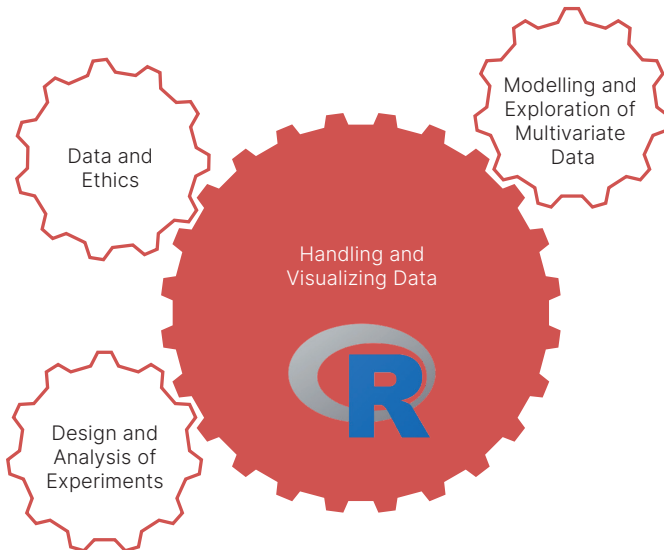 Modelling and
Exploration of
Multivariate
Data
Data and
Ethics
Handling and
Visualizing Data
R
Design and
Analysis of
Experiments